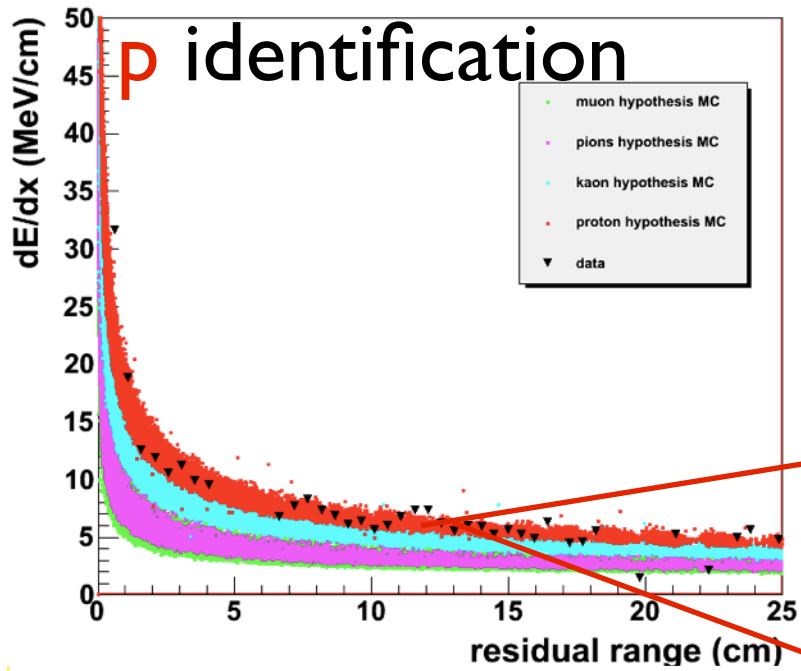 p identification
muon hypothesis MC
pions hypothesis MC
kaon hypothesis MC
proton hypothesis MC
data
dE/dx (MeV/cm)
50
45
40
35
30
25
20
15
10
5
0
0
5
10
15
20
25
residual range (cm)